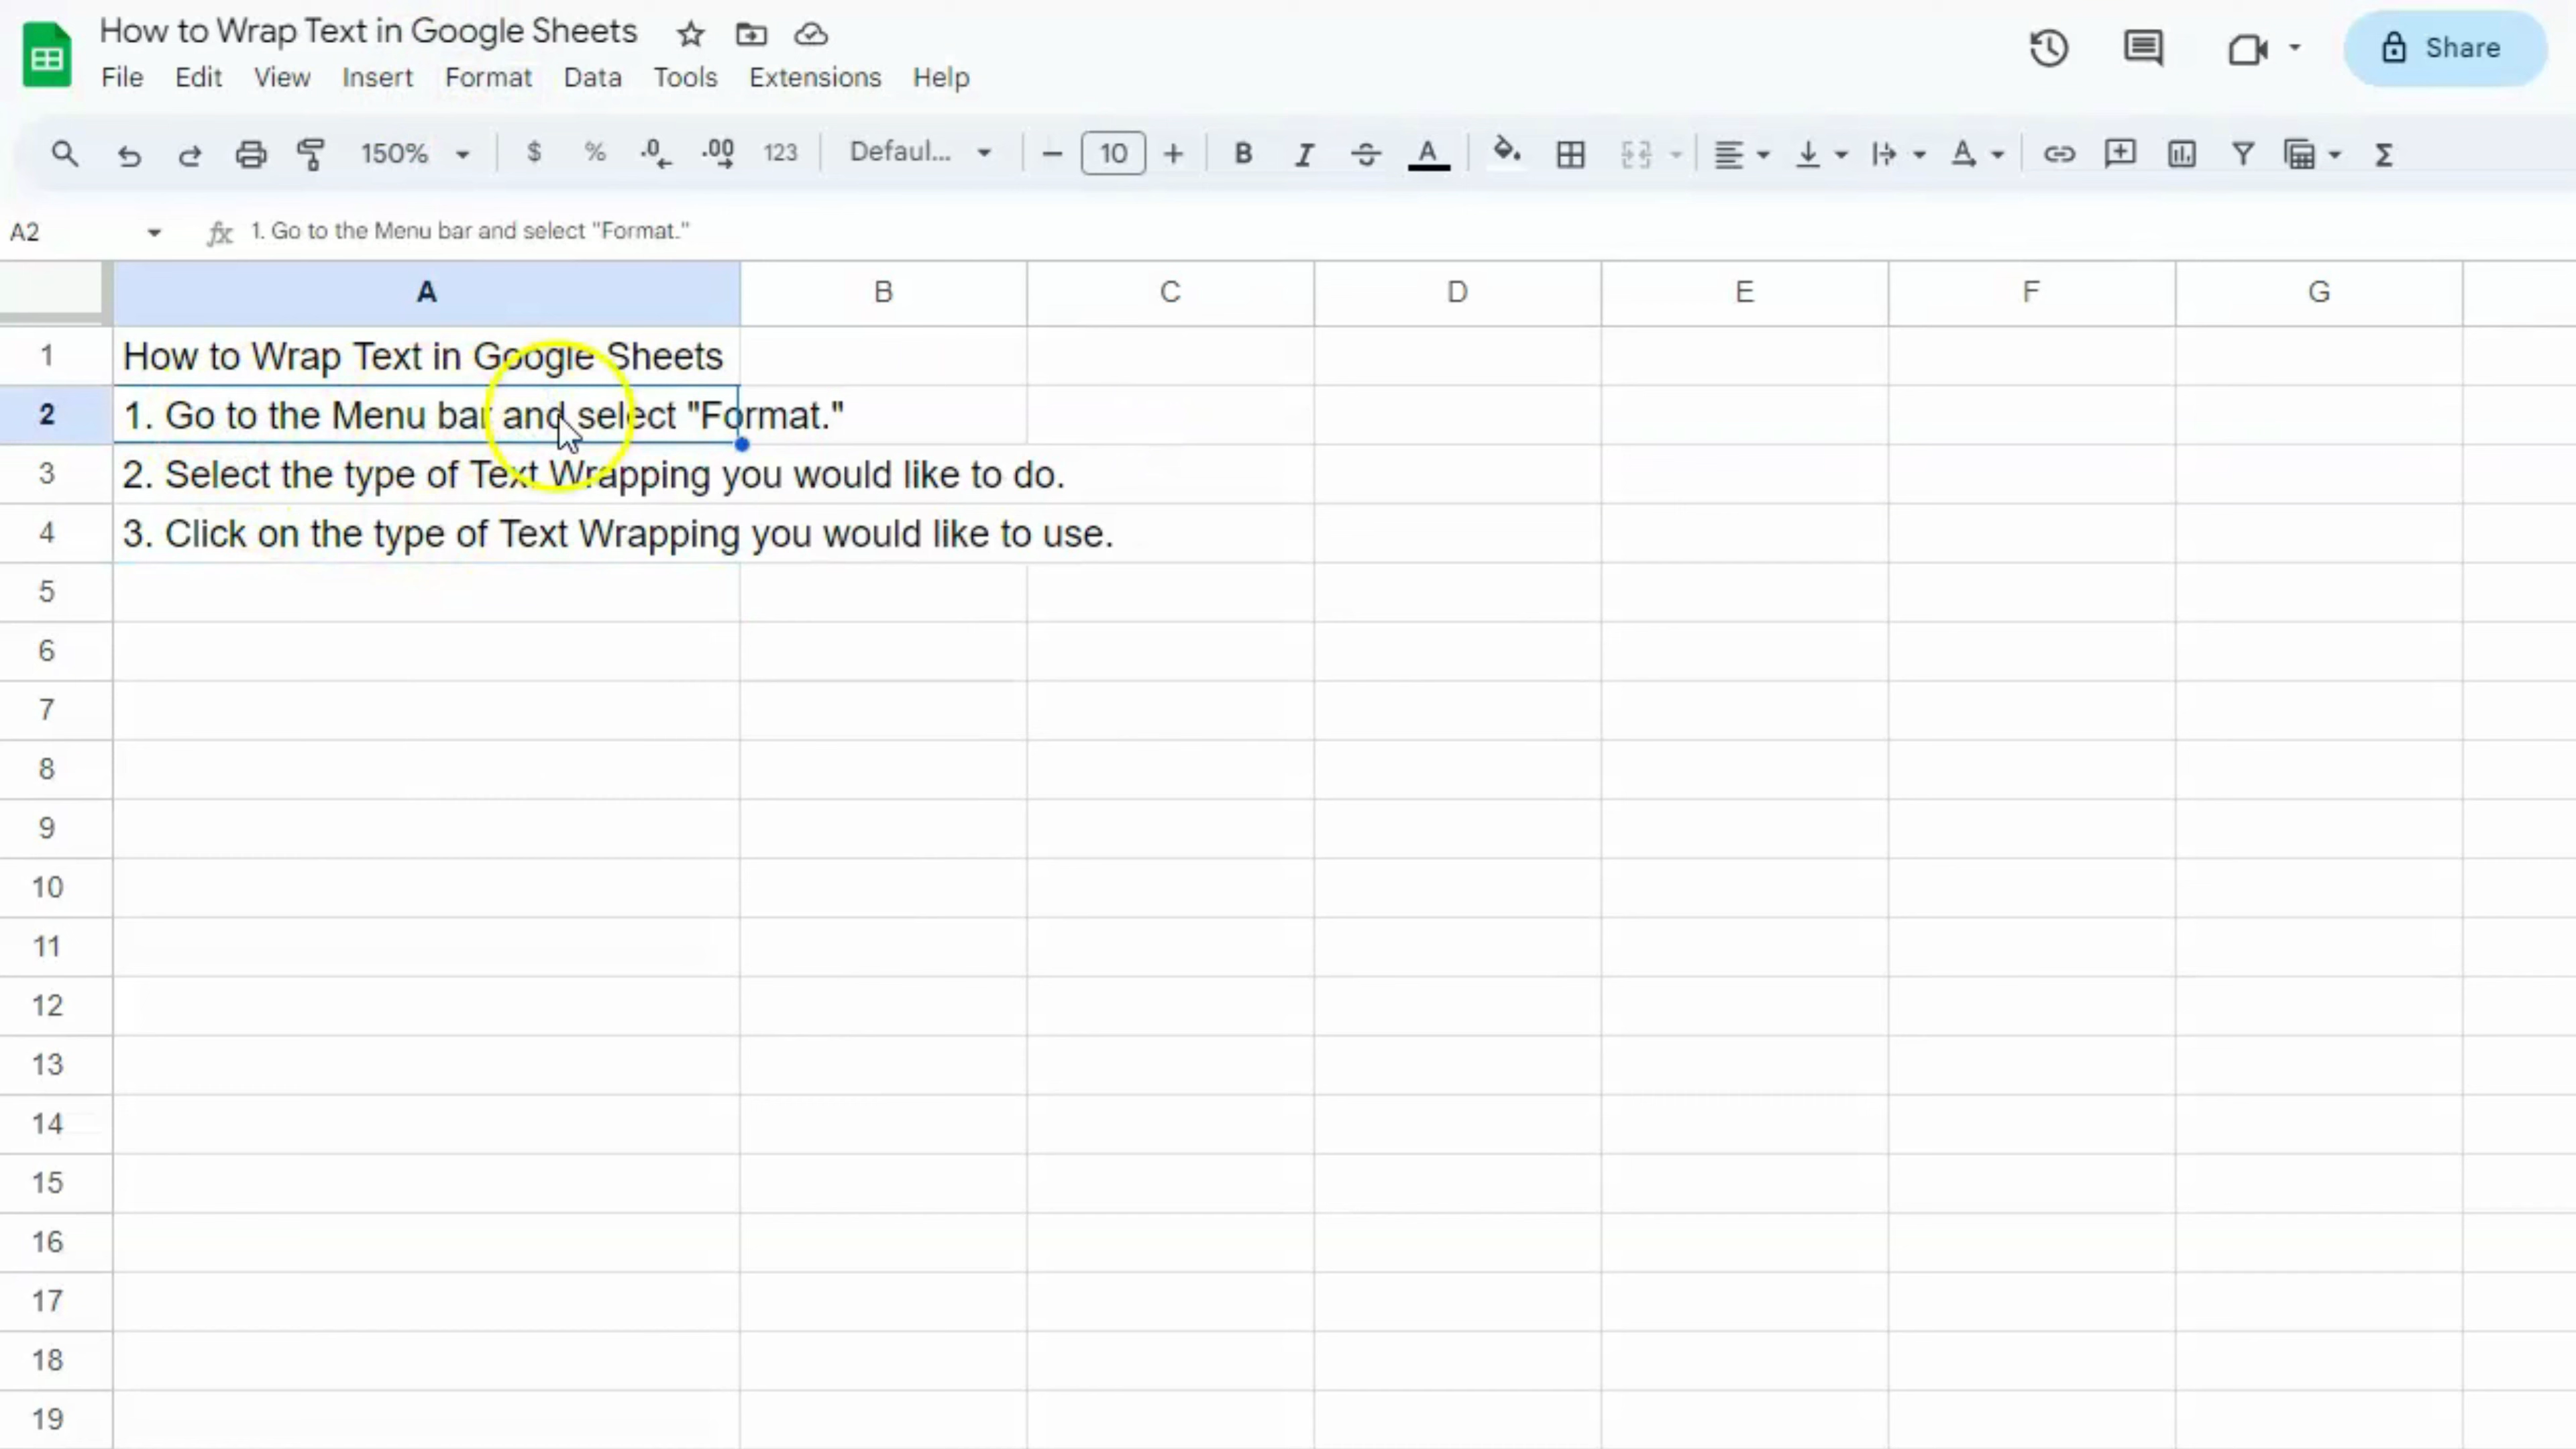 How to Wrap Text in Google Sheets
File Edit View Insert Format Data Tools Extensions Help
Share
150% $ % .0 .00 123 Defaul... 10 B I A A Σ
A2 fx 1. Go to the Menu bar and select "Format."
A B C D E F G
1 How to Wrap Text in Google Sheets
2 1. Go to the Menu bar and select "Format."
3 2. Select the type of Text Wrapping you would like to do.
4 3. Click on the type of Text Wrapping you would like to use.
5
6
7
8
9
10
11
12
13
14
15
16
17
18
19